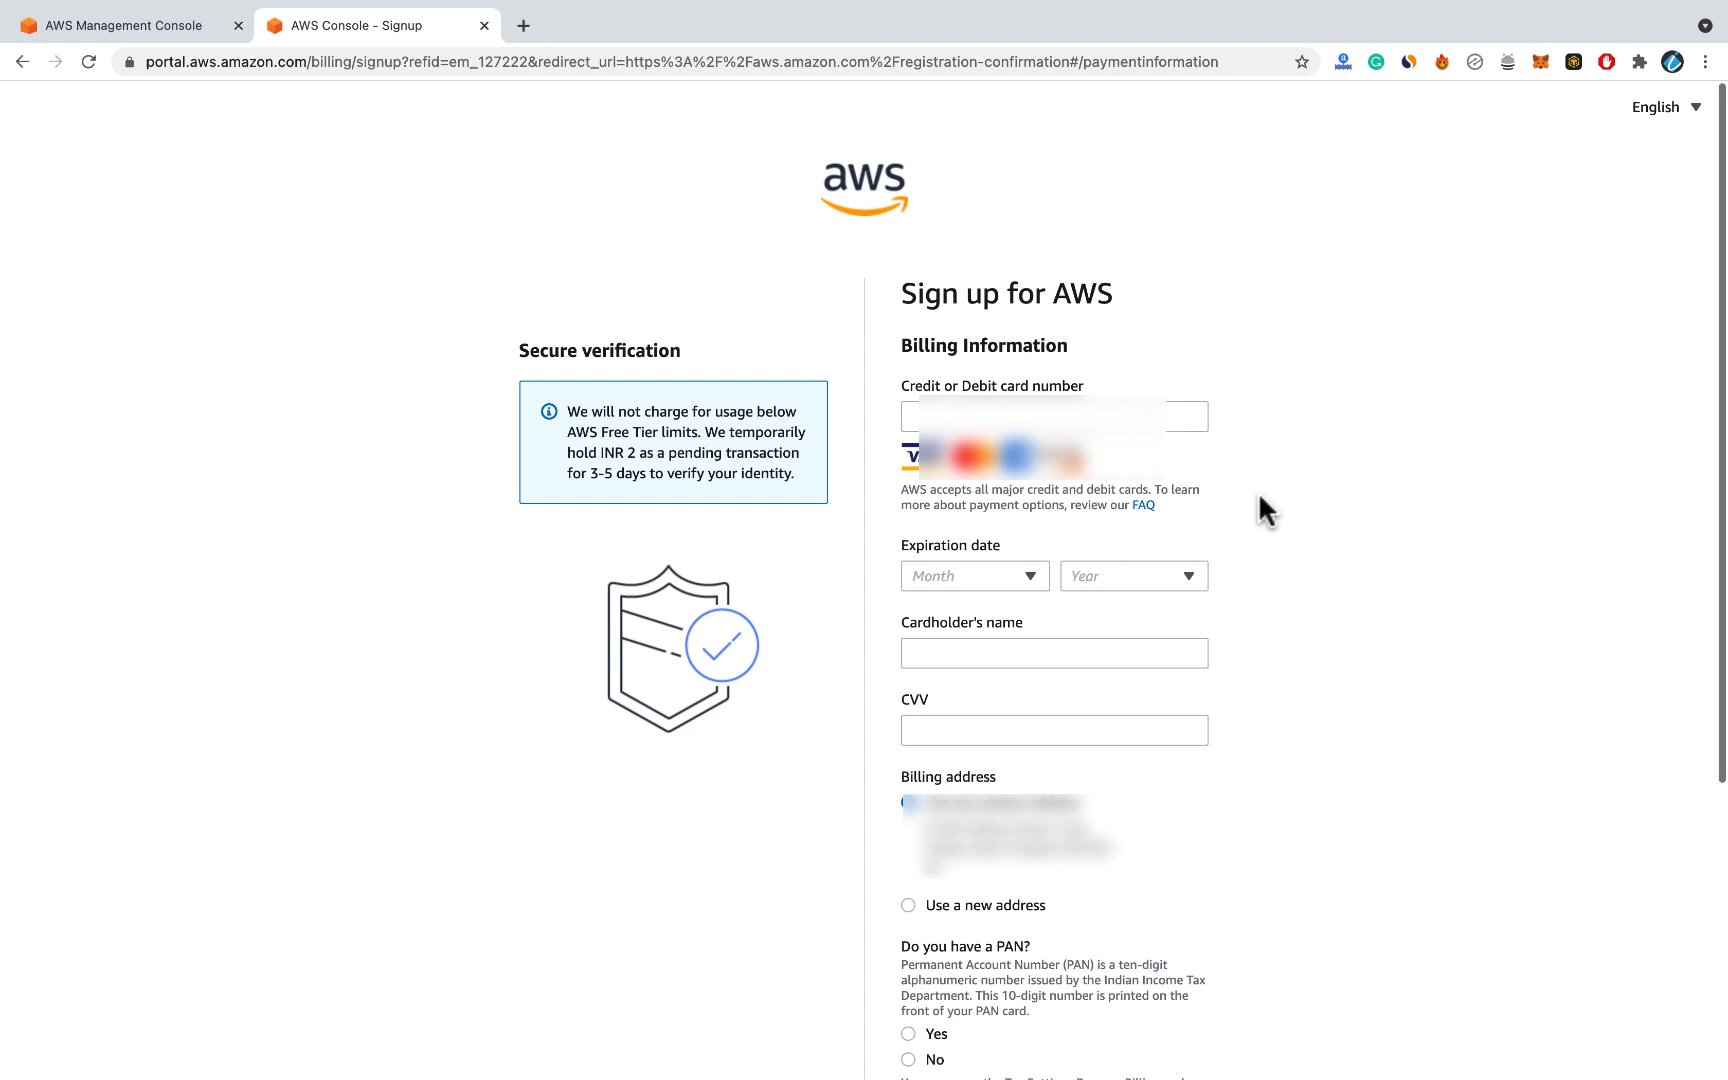 AWS Management Console
AWS Console - Signup
portal.aws.amazon.com/billing/signup?refid=em_127222&redirect_url=https%3A%2F%2Faws.amazon.com%2Fregistration-confirmation#/paymentinformation
English
aws
Sign up for AWS
Secure verification
We will not charge for usage below
AWS Free Tier limits. We temporarily
hold INR 2 as a pending transaction
for 3-5 days to verify your identity.
Billing Information
Credit or Debit card number
AWS accepts all major credit and debit cards. To learn
more about payment options, review our FAQ
Expiration date
Month
Year
Cardholder's name
CVV
Billing address
Use a new address
Do you have a PAN?
Permanent Account Number (PAN) is a ten-digit
alphanumeric number issued by the Indian Income Tax
Department. This 10-digit number is printed on the
front of your PAN card.
Yes
No